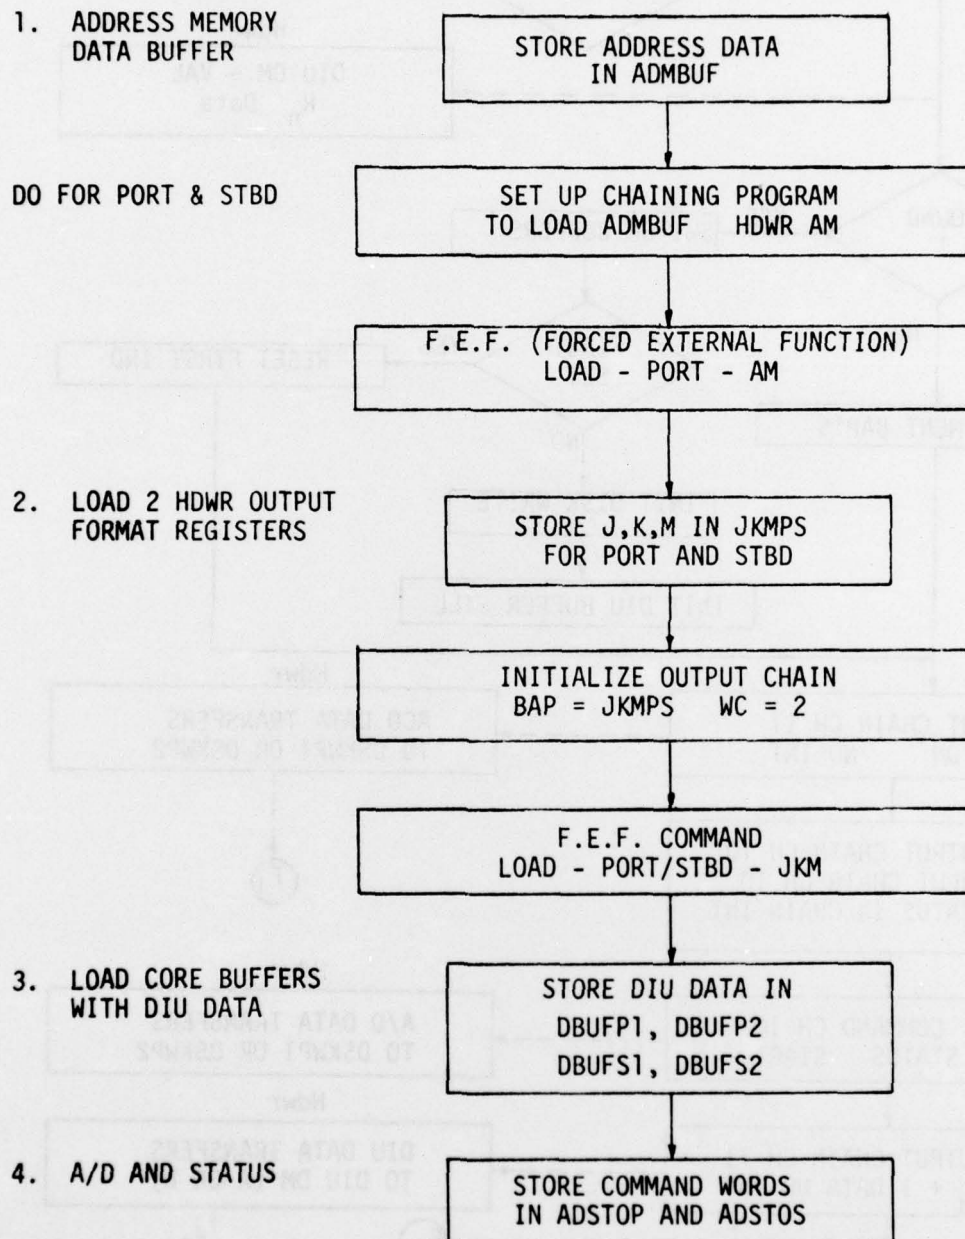 1. ADDRESS MEMORY
DATA BUFFER
STORE ADDRESS DATA
IN ADMBUF
DO FOR PORT & STBD
SET UP CHAINING PROGRAM
TO LOAD ADMBUF HDWR AM
F.E.F. (FORCED EXTERNAL FUNCTION)
LOAD - PORT - AM
2. LOAD 2 HDWR OUTPUT
FORMAT REGISTERS
STORE J,K,M IN JKMPS
FOR PORT AND STBD
INITIALIZE OUTPUT CHAIN
BAP = JKMPS WC = 2
F.E.F. COMMAND
LOAD - PORT/STBD - JKM
3. LOAD CORE BUFFERS
WITH DIU DATA
STORE DIU DATA IN
DBUFP1, DBUFP2
DBUFS1, DBUFS2
4. A/D AND STATUS
STORE COMMAND WORDS
IN ADSTOP AND ADSTOS